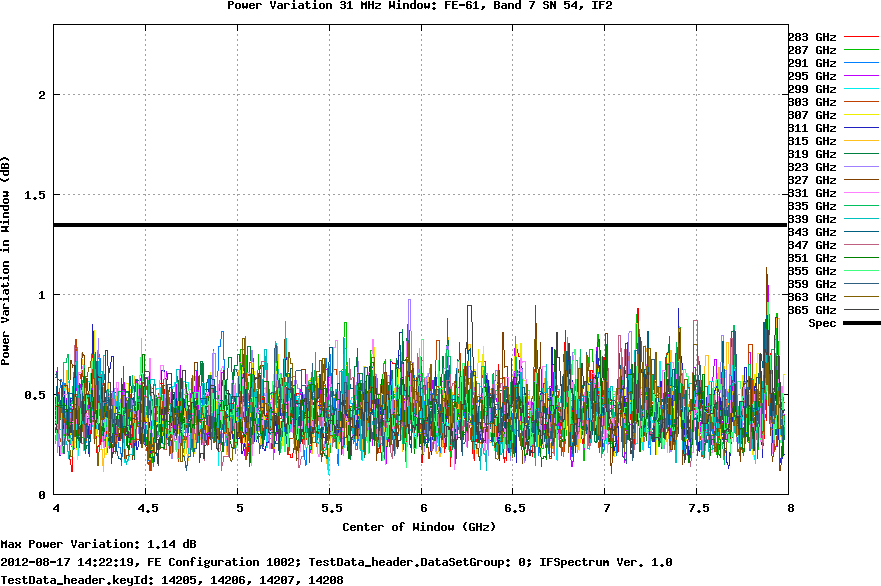 Power Variation 31 MHz Window: FE-61, Band 7 SN 54, IF2
283 GHz
287 GHz
291 GHz
295 GHz
299 GHz
303 GHz
307 GHz
311 GHz
315 GHz
319 GHz
323 GHz
327 GHz
331 GHz
335 GHz
339 GHz
343 GHz
347 GHz
351 GHz
355 GHz
359 GHz
363 GHz
365 GHz
Spec
Power Variation in Window (dB)
2
1.5
1
0.5
0
4 4.5 5 5.5 6 6.5 7 7.5 8
Center of Window (GHz)
Max Power Variation: 1.14 dB
2012-08-17 14:22:19, FE Configuration 1002; TestData_header.DataSetGroup: 0; IFSpectrum Ver. 1.0
TestData_header.keyId: 14205, 14206, 14207, 14208